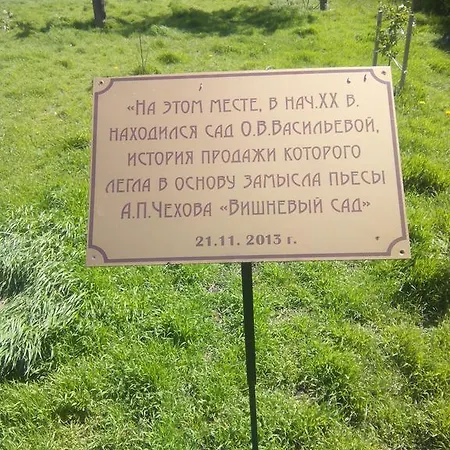 «На этом месте, в нач.XX в.
находился сад О.В.Васильевой,
история продажи которого
легла в основу замысла пьесы
А.П.Чехова «Вишневый сад»
21.11. 2013 г.